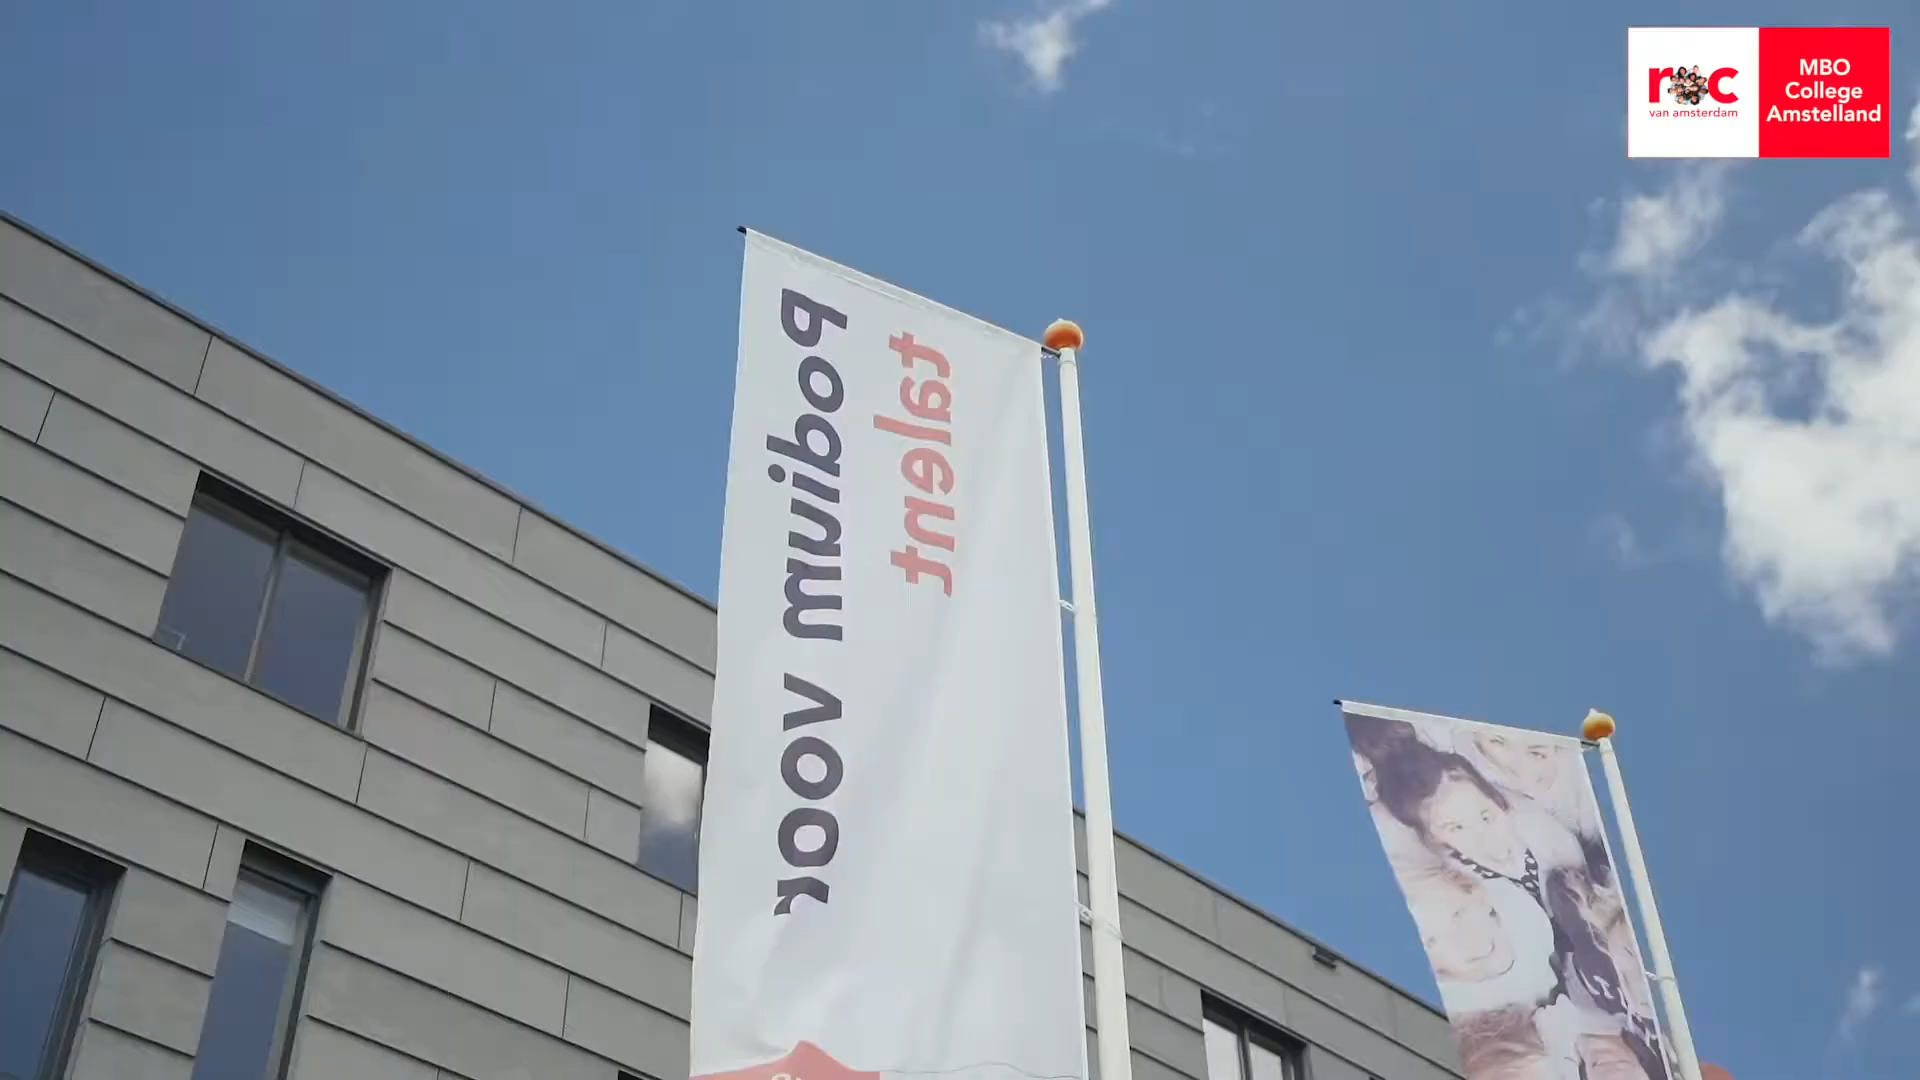 podium voor
talent
roc
van amsterdam
MBO
College
Amstelland